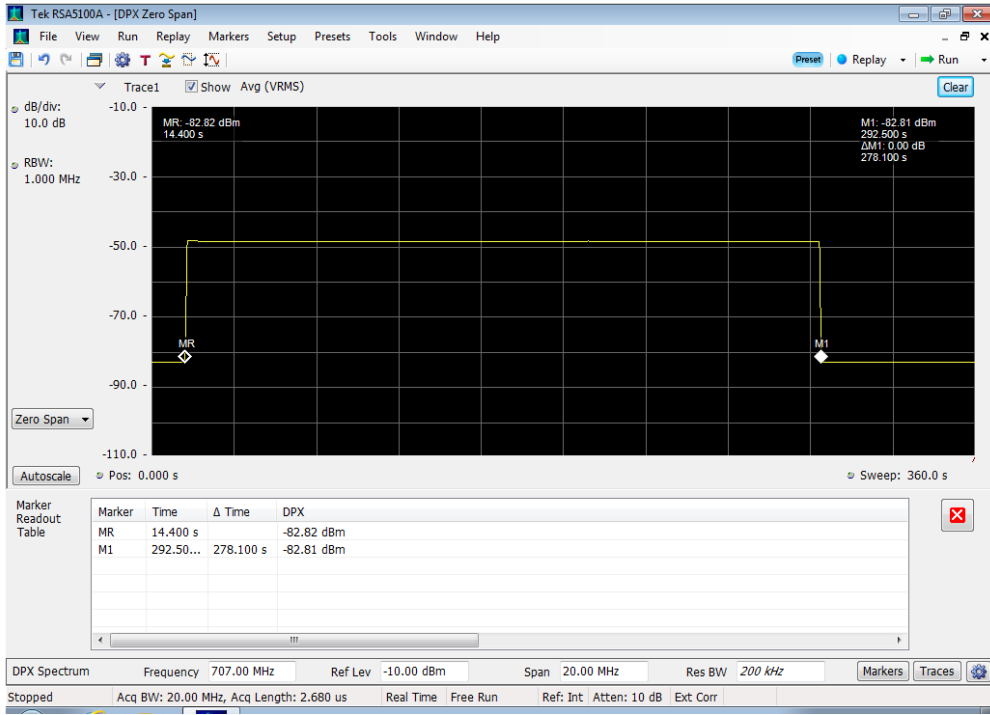 Tek RSA5100A - [DPX Zero Span]
File View Run Replay Markers Setup Presets Tools Window Help
T Preset Replay Run
Trace1 Show Avg (VRMS) Clear
dB/div:
10.0 dB
RBW:
1.000 MHz
-10.0 -
-30.0 -
-50.0 -
-70.0 -
-90.0 -
-110.0 -
MR: -82.82 dBm
14.400 s
M1: -82.81 dBm
292.500 s
ΔM1: 0.00 dB
278.100 s
MR
M1
Zero Span
Autoscale Pos: 0.000 s Sweep: 360.0 s
Marker
Readout
Table
Marker Time Δ Time DPX
MR 14.400 s -82.82 dBm
M1 292.50... 278.100 s -82.81 dBm
DPX Spectrum Frequency 707.00 MHz Ref Lev -10.00 dBm Span 20.00 MHz Res BW 200 kHz Markers Traces
Stopped Acq BW: 20.00 MHz, Acq Length: 2.680 us Real Time Free Run Ref: Int Atten: 10 dB Ext Corr